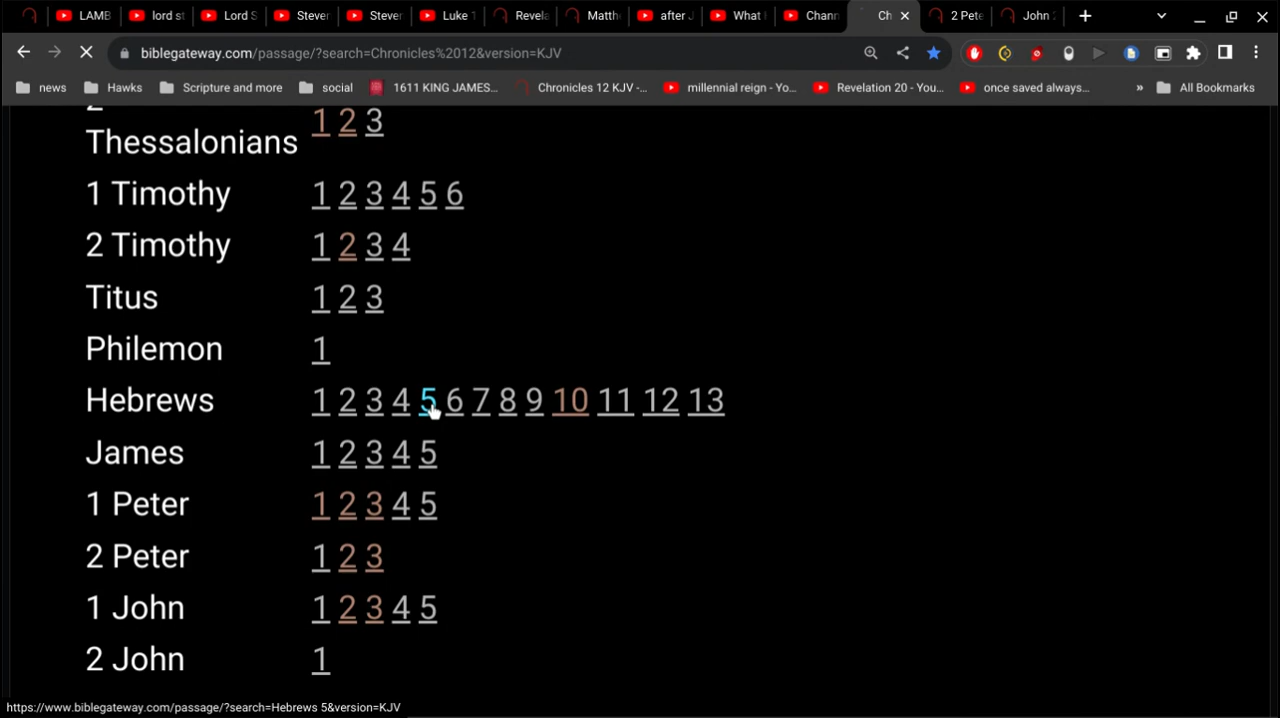 LAMB lord st Lord S Steven Steven Luke 1 Revela Matth after J What Chann Ch 2 Pete John
biblegateway.com/passage/?search=Chronicles%2012&version=KJV
news Hawks Scripture and more social 1611 KING JAMES... Chronicles 12 KJV -... millennial reign - Yo... Revelation 20 - You... once saved always... » All Bookmarks
2
Thessalonians 1 2 3
1 Timothy 1 2 3 4 5 6
2 Timothy 1 2 3 4
Titus 1 2 3
Philemon 1
Hebrews 1 2 3 4 5 6 7 8 9 10 11 12 13
James 1 2 3 4 5
1 Peter 1 2 3 4 5
2 Peter 1 2 3
1 John 1 2 3 4 5
2 John 1
https://www.biblegateway.com/passage/?search=Hebrews 5&version=KJV